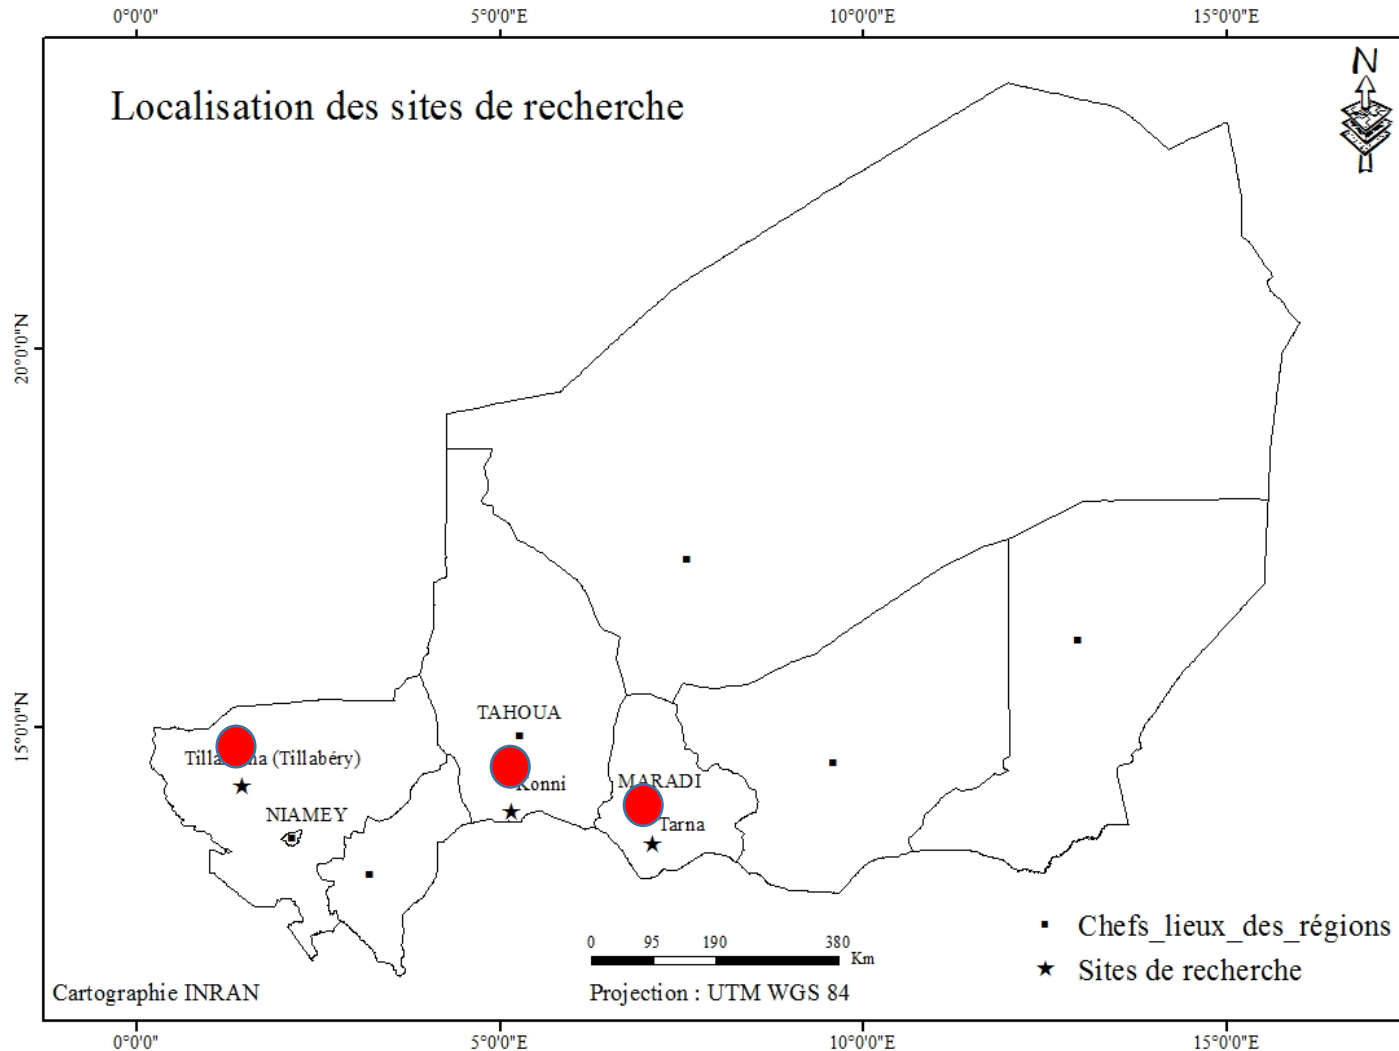 0°0'0" 5°0'0"E 10°0'0"E 15°0'0"E
Localisation des sites de recherche
N
20°0'0"N
15°0'0"N
TAHOUA
(Tillabéry)
Konni
MARADI
NIAMEY
Tarna
0 95 190 380
Km
Chefs_lieux_des_régions
Sites de recherche
Cartographie INRAN
Projection : UTM WGS 84
0°0'0" 5°0'0"E 10°0'0"E 15°0'0"E